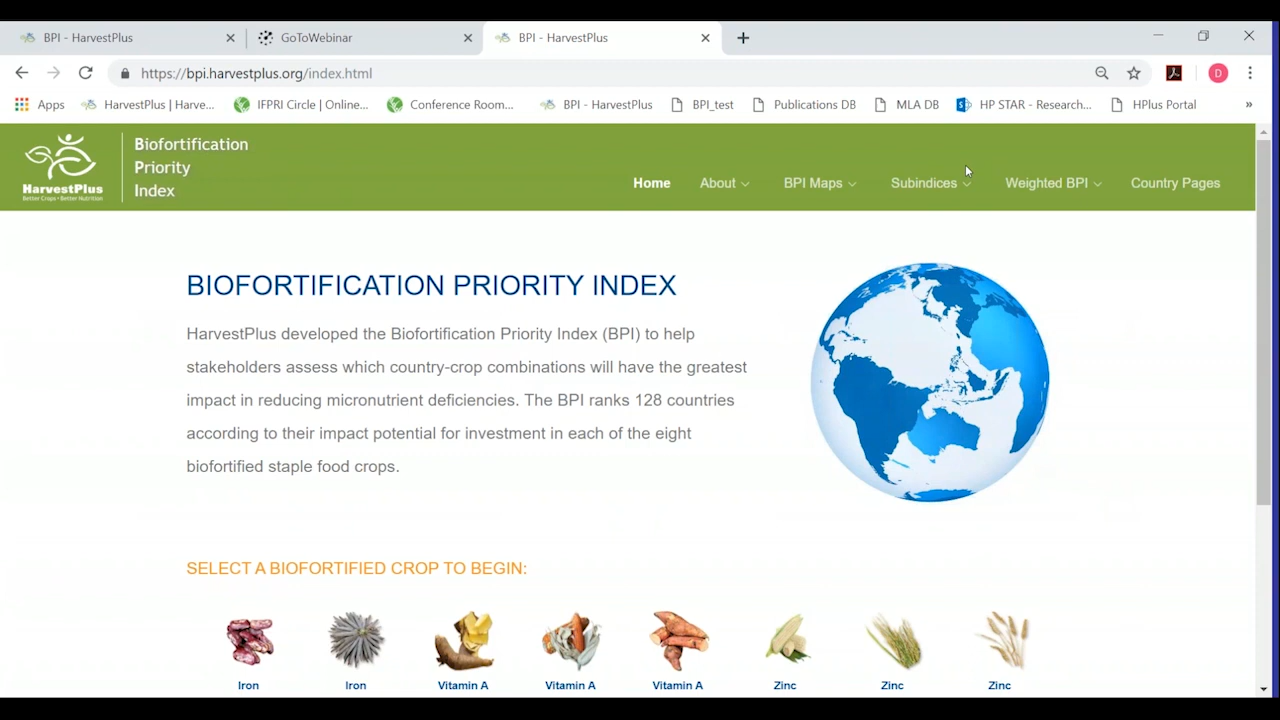 BPI - HarvestPlus
GoToWebinar
BPI - HarvestPlus
https://bpi.harvestplus.org/index.html
D
Apps
HarvestPlus | Harve...
IFPRI Circle | Online...
Conference Room...
BPI - HarvestPlus
BPI_test
Publications DB
MLA DB
HP STAR - Research...
HPlus Portal
»
HarvestPlus
Better Crops • Better Nutrition
Biofortification
Priority
Index
Home
About
BPI Maps
Subindices
Weighted BPI
Country Pages
BIOFORTIFICATION PRIORITY INDEX
HarvestPlus developed the Biofortification Priority Index (BPI) to help
stakeholders assess which country-crop combinations will have the greatest
impact in reducing micronutrient deficiencies. The BPI ranks 128 countries
according to their impact potential for investment in each of the eight
biofortified staple food crops.
SELECT A BIOFORTIFIED CROP TO BEGIN:
Iron
Iron
Vitamin A
Vitamin A
Vitamin A
Zinc
Zinc
Zinc